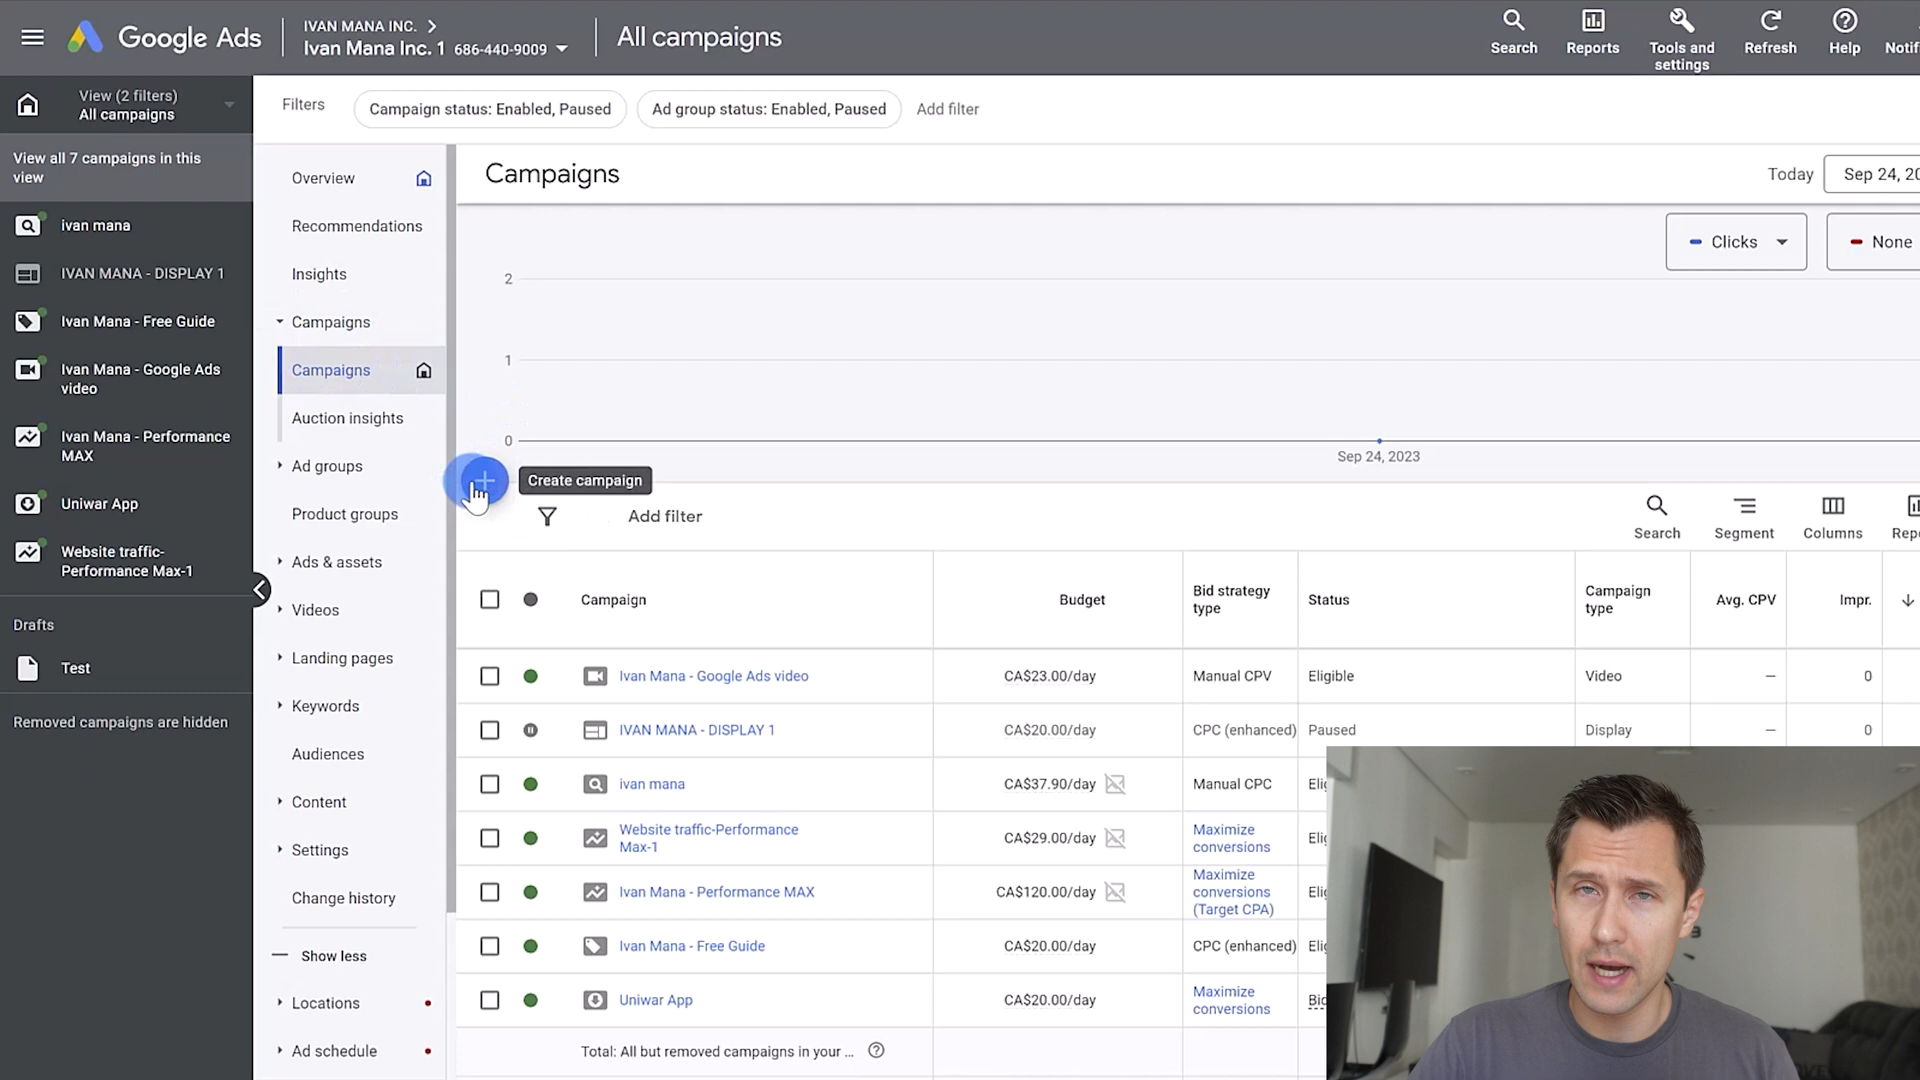 Google Ads
IVAN MANA INC.
Ivan Mana Inc. 1 686-440-9009
All campaigns
Search
Reports
Tools and
settings
Refresh
Help
View (2 filters)
All campaigns
Filters
Campaign status: Enabled, Paused
Ad group status: Enabled, Paused
Add filter
View all 7 campaigns in this
view
ivan mana
IVAN MANA - DISPLAY 1
Ivan Mana - Free Guide
Ivan Mana - Google Ads
video
Ivan Mana - Performance
MAX
Uniwar App
Website traffic-
Performance Max-1
Drafts
Test
Removed campaigns are hidden
Overview
Recommendations
Insights
Campaigns
Campaigns
Auction insights
Ad groups
Product groups
Ads & assets
Videos
Landing pages
Keywords
Audiences
Content
Settings
Change history
Show less
Locations
Ad schedule
Campaigns
Today
Sep 24, 20
Clicks
None
2
1
0
Sep 24, 2023
Create campaign
Add filter
Search
Segment
Columns
Campaign
Budget
Bid strategy
type
Status
Campaign
type
Avg. CPV
Impr.
Ivan Mana - Google Ads video
CA$23.00/day
Manual CPV
Eligible
Video
—
0
IVAN MANA - DISPLAY 1
CA$20.00/day
CPC (enhanced)
Paused
Display
—
0
ivan mana
CA$37.90/day
Manual CPC
Website traffic-Performance
Max-1
CA$29.00/day
Maximize
conversions
Ivan Mana - Performance MAX
CA$120.00/day
Maximize
conversions
(Target CPA)
Ivan Mana - Free Guide
CA$20.00/day
CPC (enhanced)
Uniwar App
CA$20.00/day
Maximize
conversions
Total: All but removed campaigns in your ...